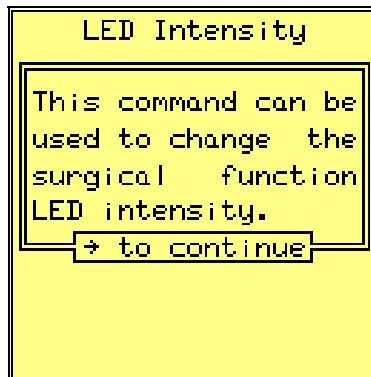 LED Intensity
This command can be
used to change the
surgical function
LED intensity.
→ to continue